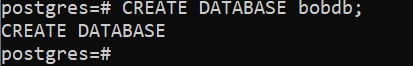 postgres=# CREATE DATABASE bobdb;
CREATE DATABASE
postgres=#